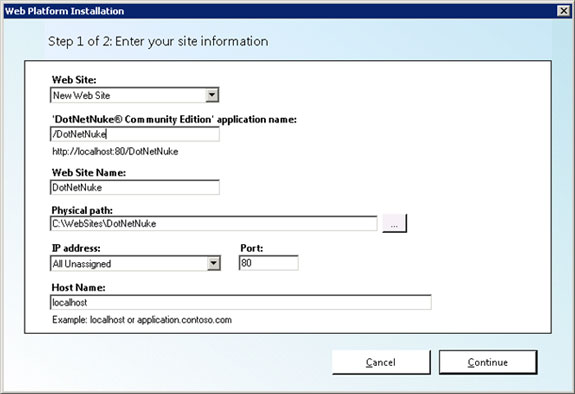 Web Platform Installation
Step 1 of 2: Enter your site information
Web Site:
New Web Site
'DotNetNuke® Community Edition' application name:
/DotNetNuke
http://localhost:80/DotNetNuke
Web Site Name:
DotNetNuke
Physical path:
C:\WebSites\DotNetNuke
...
IP address: Port:
All Unassigned 80
Host Name:
localhost
Example: localhost or application.contoso.com
Cancel Continue